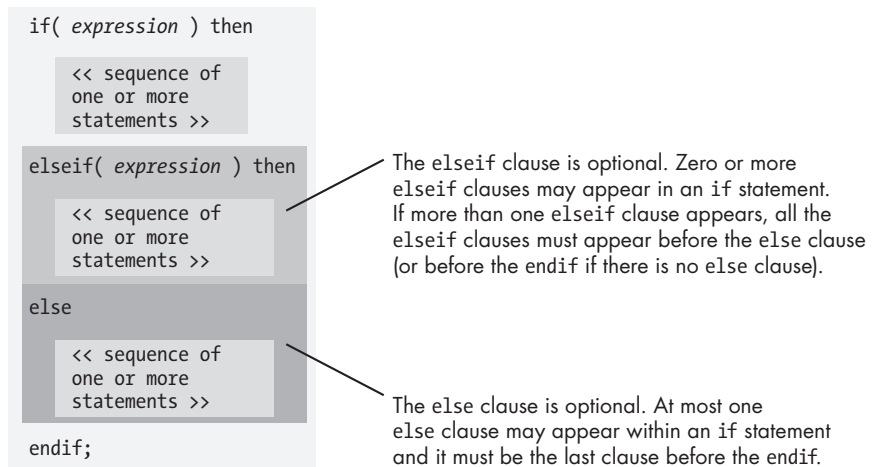 if( expression ) then
<< sequence of
one or more
statements >>
elseif( expression ) then
<< sequence of
one or more
statements >>
else
<< sequence of
one or more
statements >>
endif;
The elseif clause is optional. Zero or more
elseif clauses may appear in an if statement.
If more than one elseif clause appears, all the
elseif clauses must appear before the else clause
(or before the endif if there is no else clause).
The else clause is optional. At most one
else clause may appear within an if statement
and it must be the last clause before the endif.